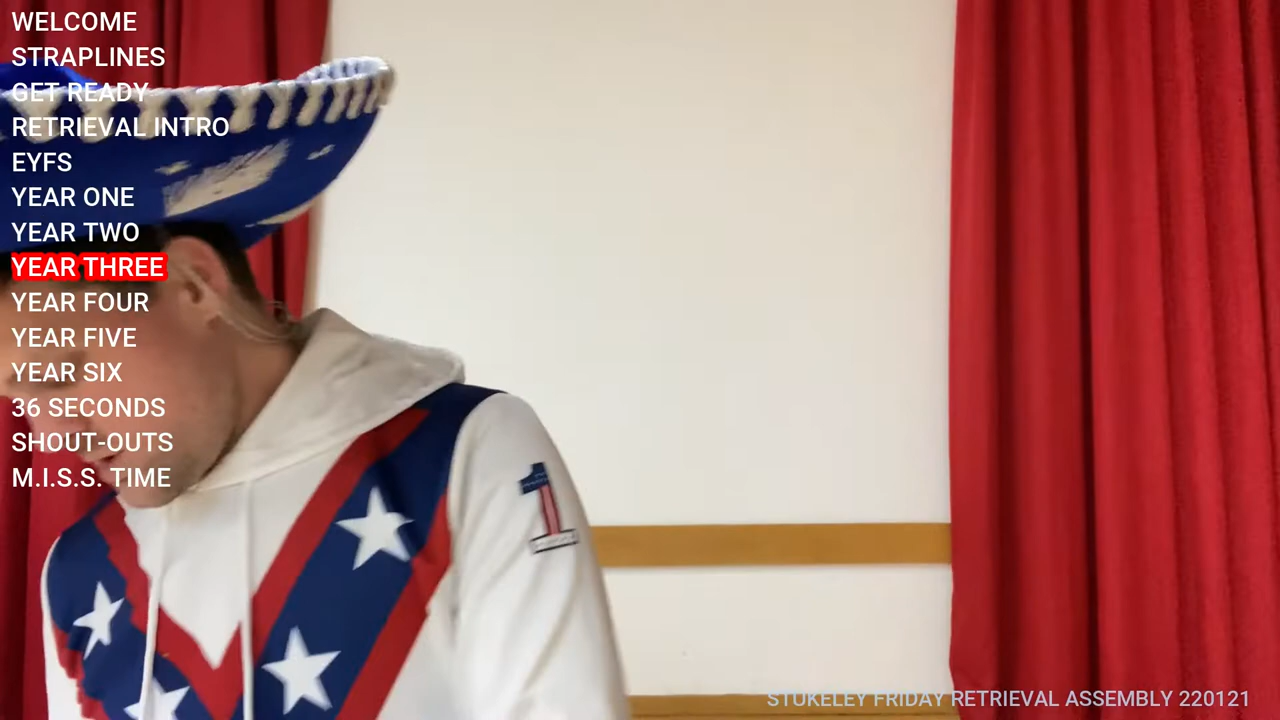 WELCOME
STRAPLINES
GET READY
RETRIEVAL INTRO
EYFS
YEAR ONE
YEAR TWO
YEAR THREE
YEAR FOUR
YEAR FIVE
YEAR SIX
36 SECONDS
SHOUT-OUTS
M.I.S.S. TIME
1
STUKELEY FRIDAY RETRIEVAL ASSEMBLY 220121